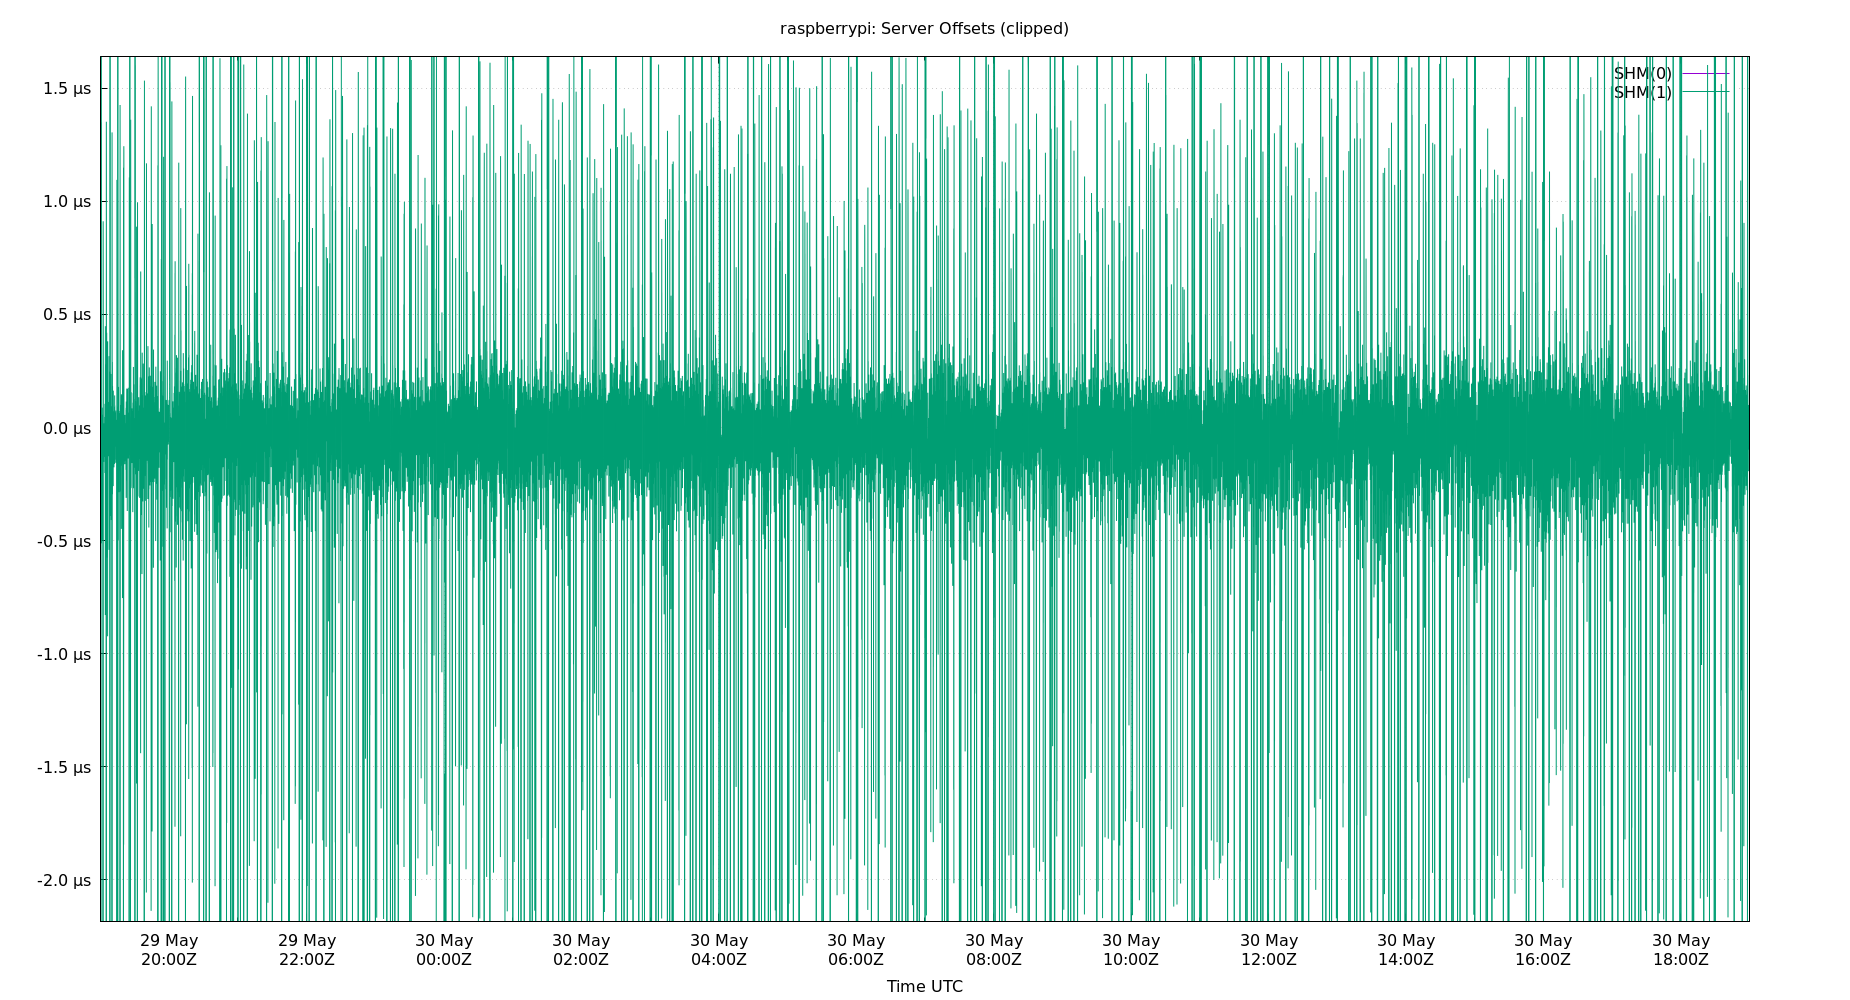 raspberrypi: Server Offsets (clipped)
SHM(0)
SHM(1)
1.5 µs
1.0 µs
0.5 µs
0.0 µs
-0.5 µs
-1.0 µs
-1.5 µs
-2.0 µs
29 May 29 May 30 May 30 May 30 May 30 May 30 May 30 May 30 May 30 May 30 May 30 May
20:00Z 22:00Z 00:00Z 02:00Z 04:00Z 06:00Z 08:00Z 10:00Z 12:00Z 14:00Z 16:00Z 18:00Z
Time UTC